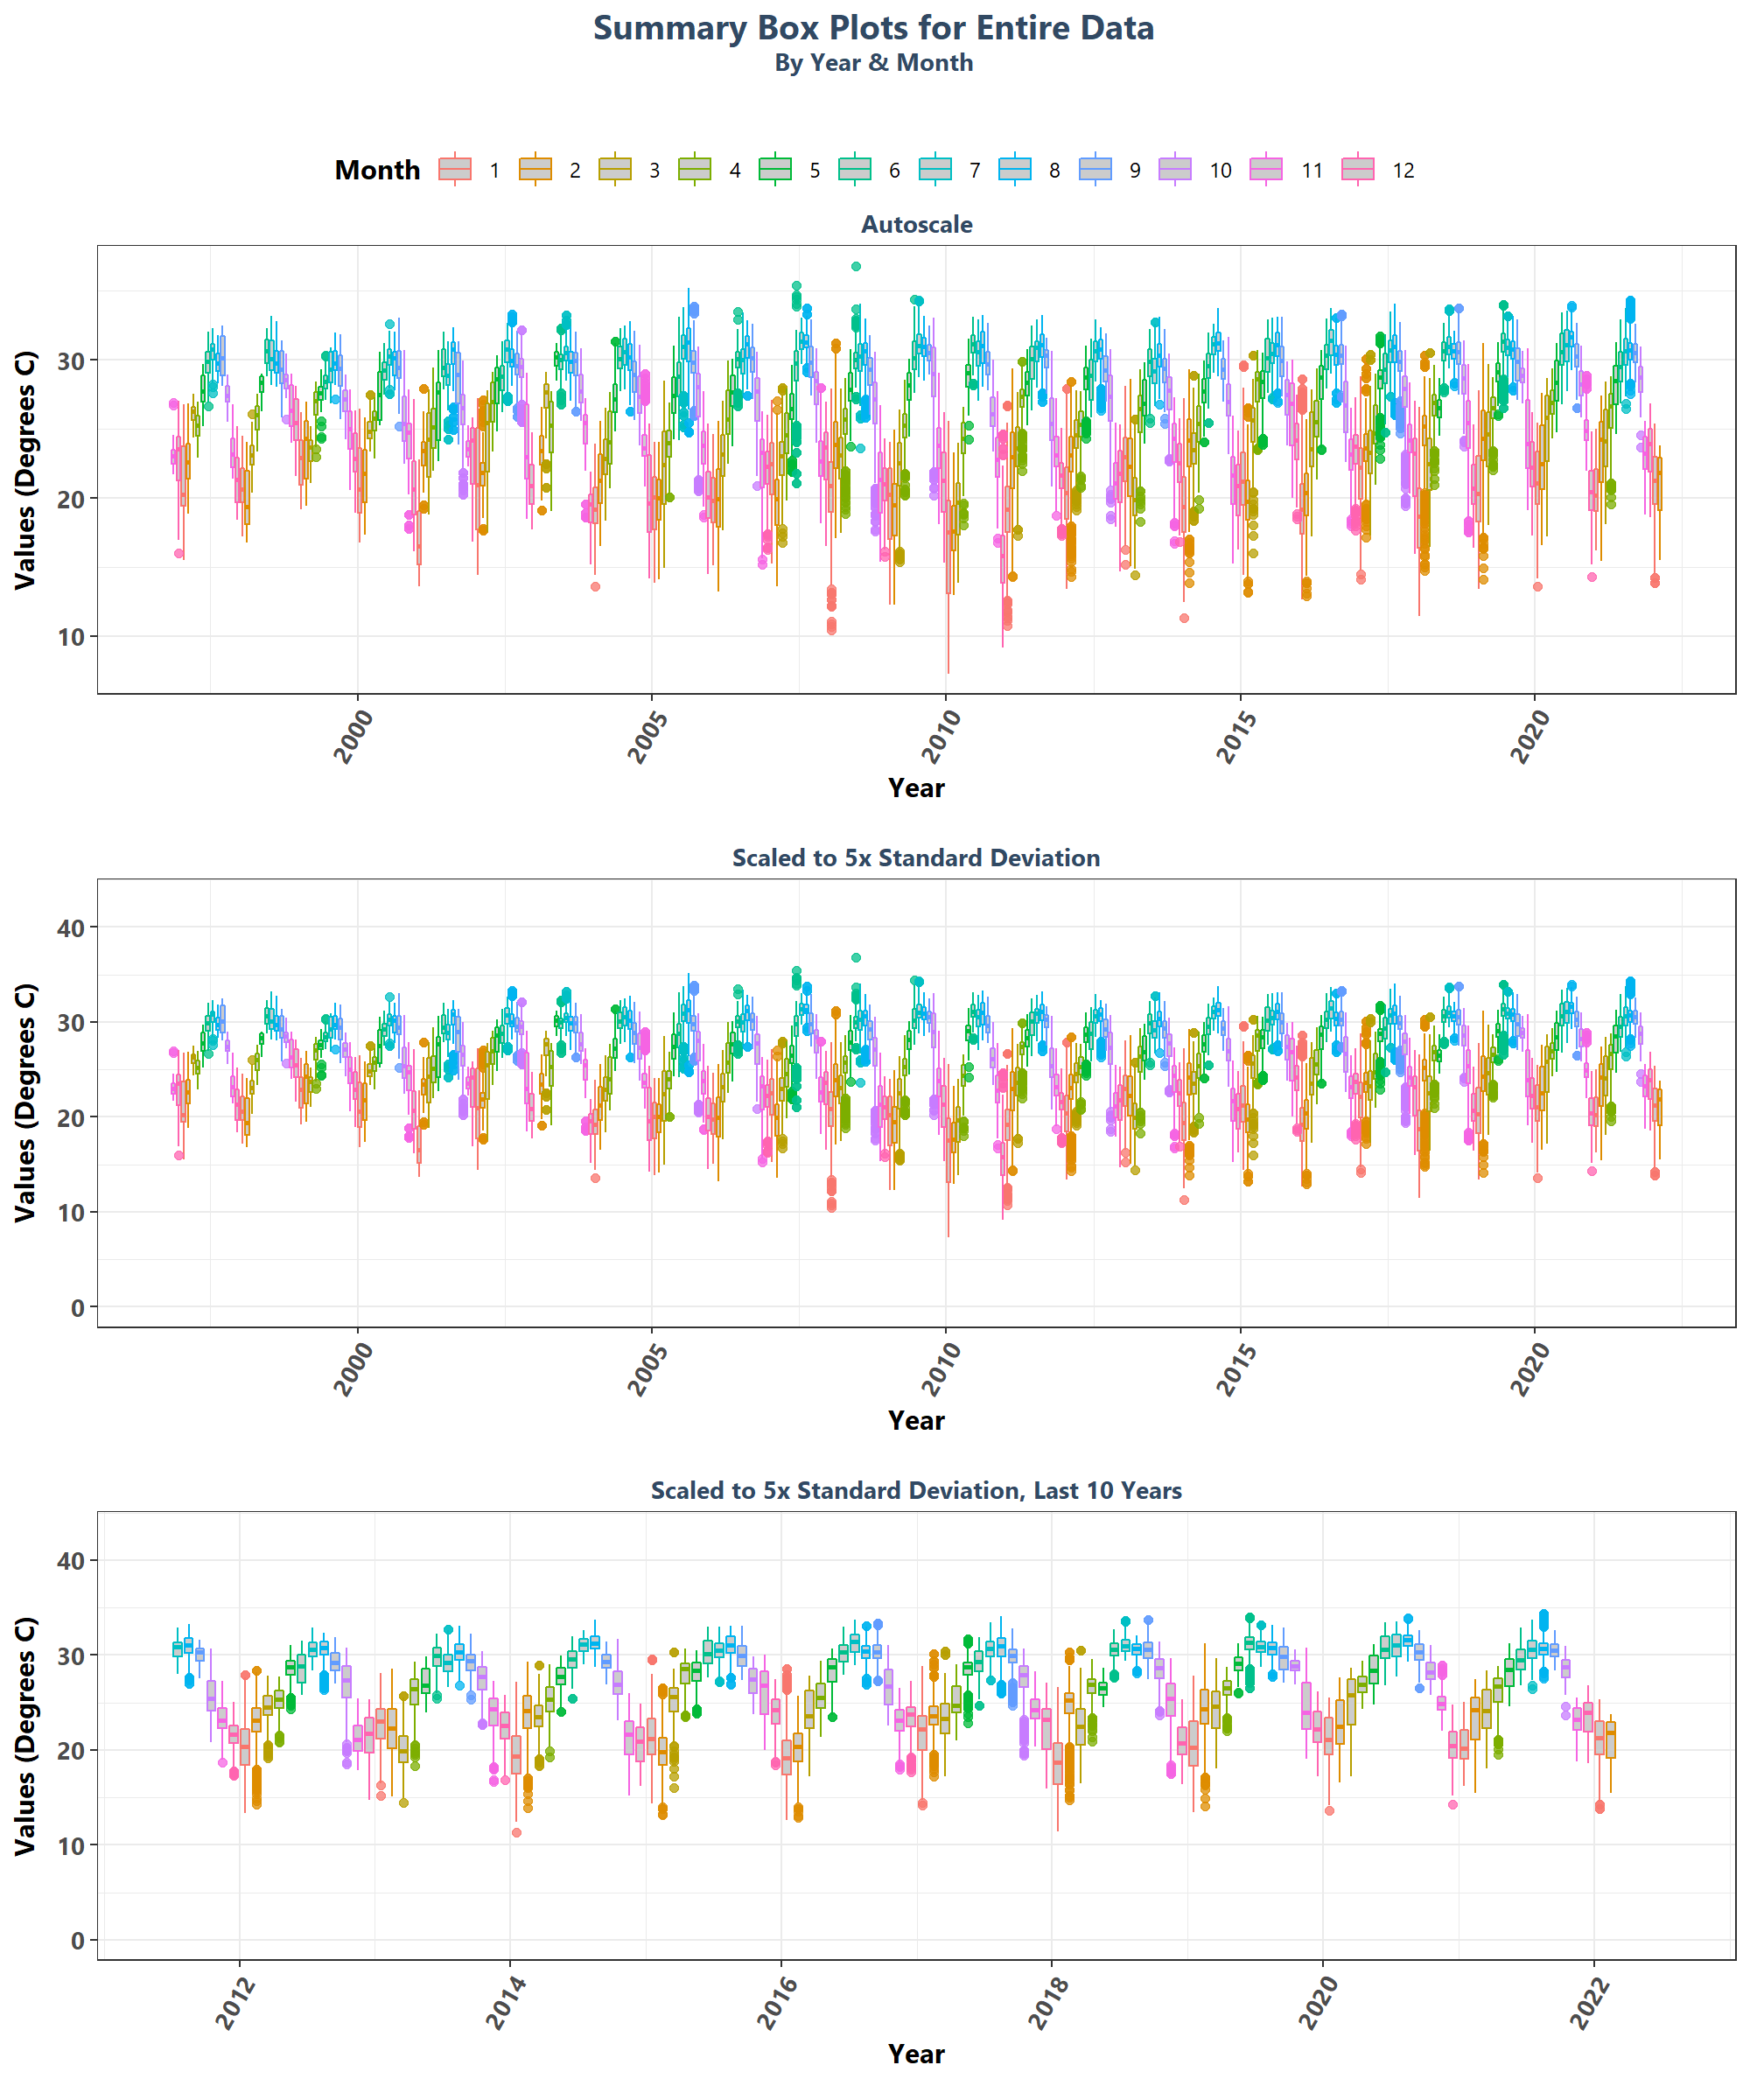 Summary Box Plots for Entire Data
By Year & Month
Month 1 2 3 4 5 6 7 8 9 10 11 12
Autoscale
Values (Degrees C)
30
20
10
2000 2005 2010 2015 2020
Year
Scaled to 5x Standard Deviation
Values (Degrees C)
40
30
20
10
0
2000 2005 2010 2015 2020
Year
Scaled to 5x Standard Deviation, Last 10 Years
Values (Degrees C)
40
30
20
10
0
2012 2014 2016 2018 2020 2022
Year